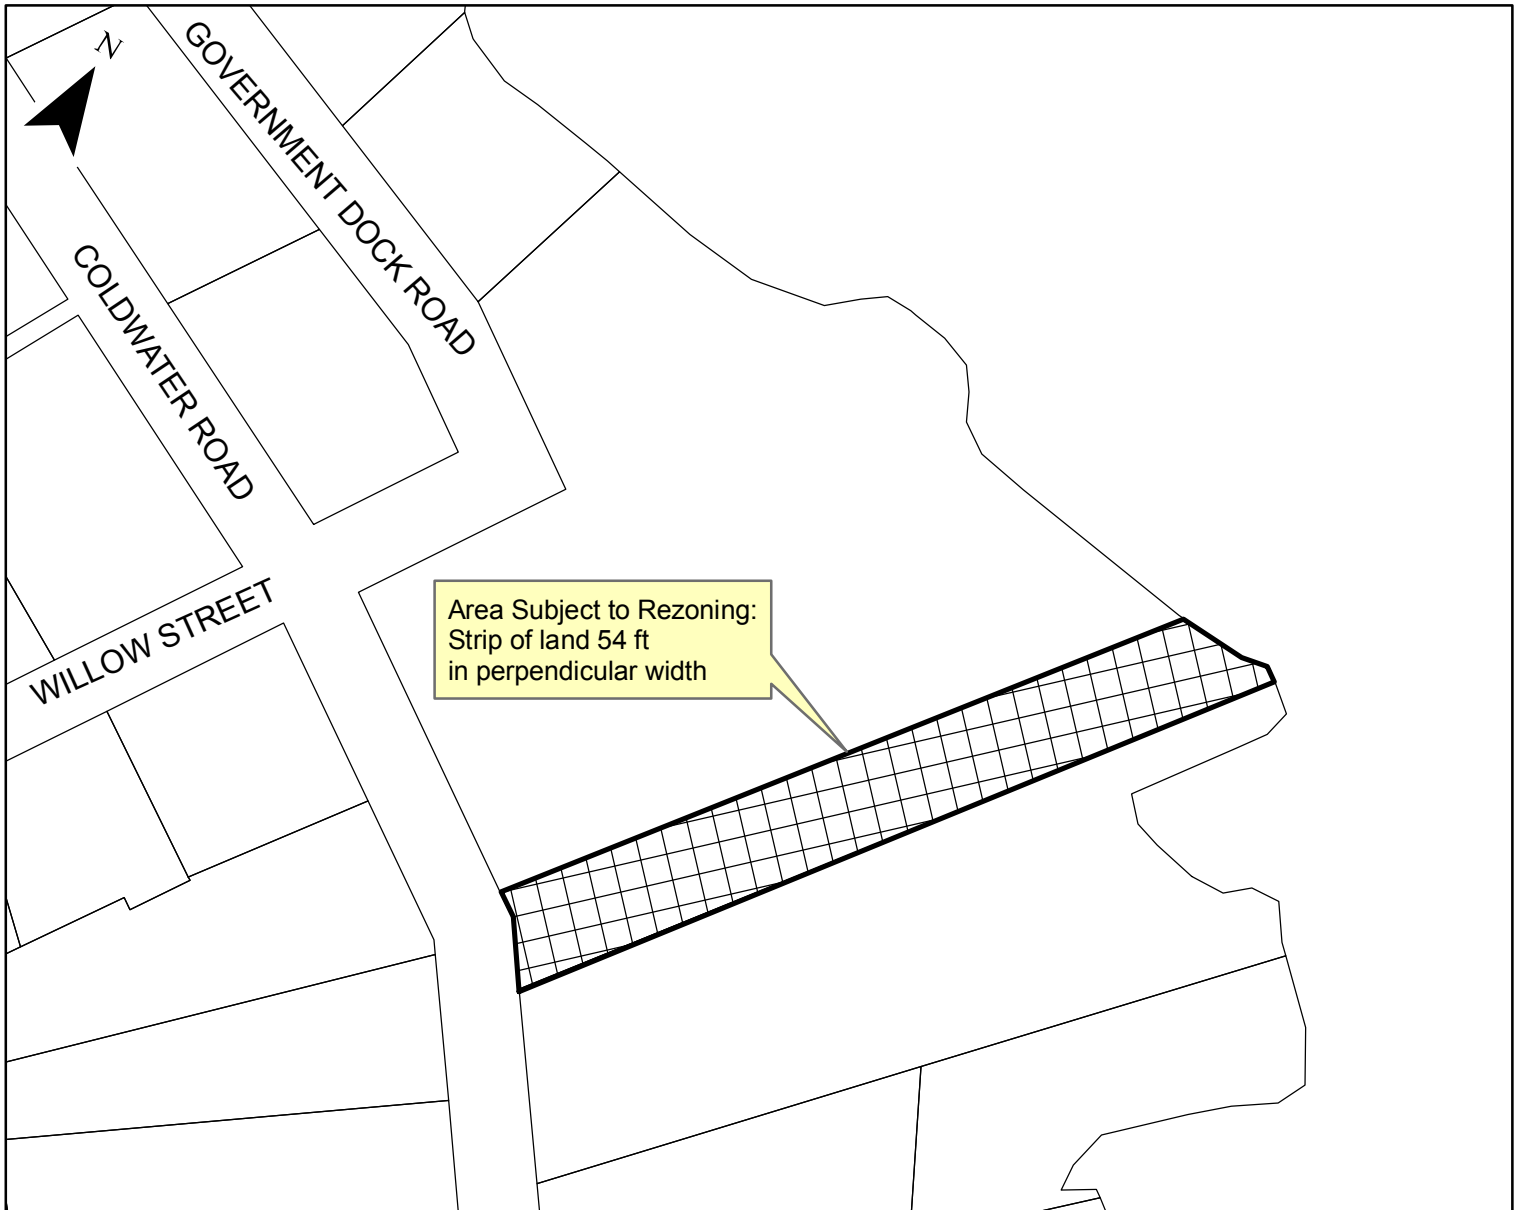 N
GOVERNMENT DOCK ROAD
COLDWATER ROAD
WILLOW STREET
Area Subject to Rezoning:
Strip of land 54 ft
in perpendicular width